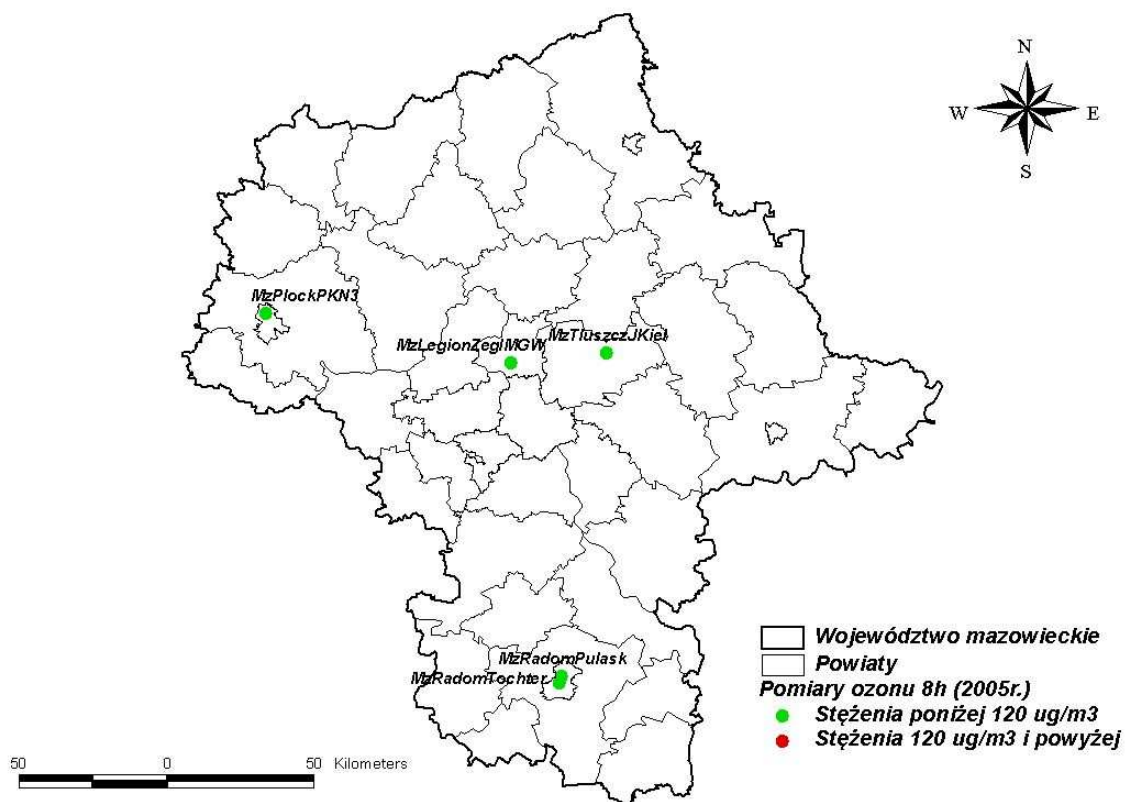 N
W E
S
MzPlockPKN3
MzTluszczJKiel
MzLegionZeglMGW
MzRadomPulask
MzRadomTochter
Województwo mazowieckie
Powiaty
Pomiary ozonu 8h (2005r.)
Stężenia poniżej 120 ug/m3
Stężenia 120 ug/m3 i powyżej
50 0 50 Kilometers